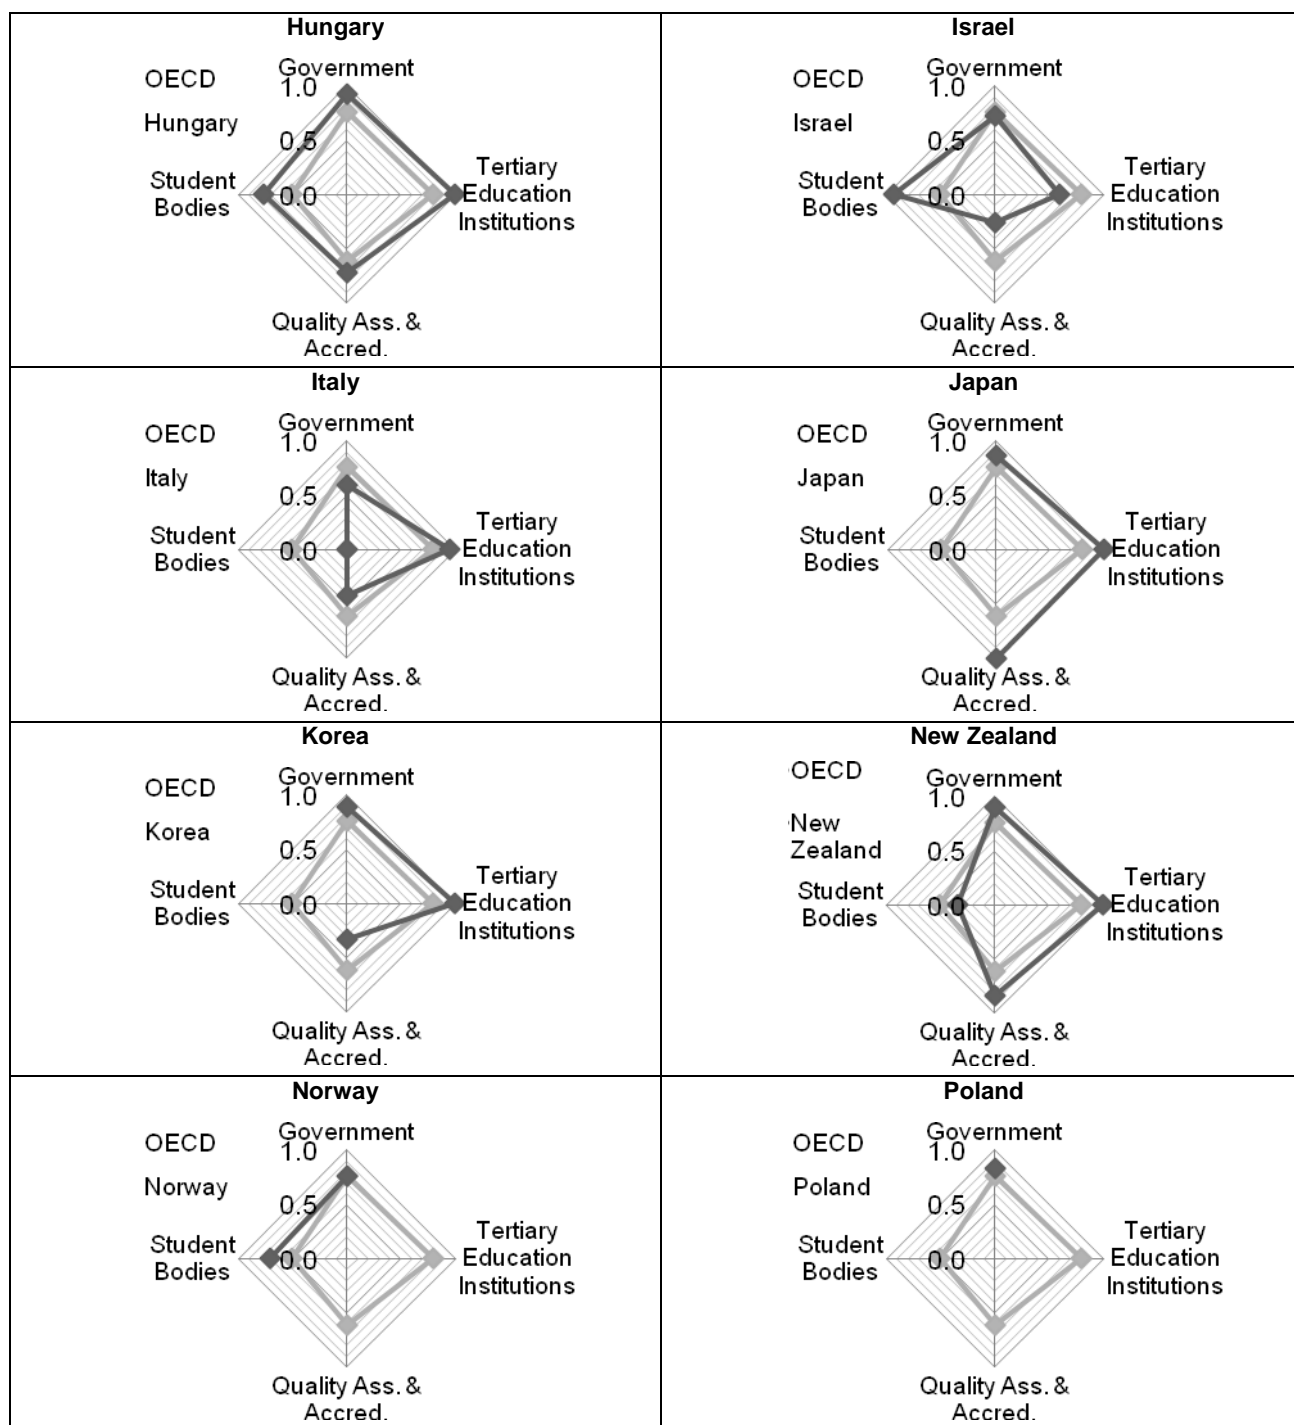 Hungary
Government
OECD
1.0
Hungary
0.5
Student
Bodies
0.0
Tertiary
Education
Institutions
Quality Ass. &
Accred.
Israel
Government
OECD
1.0
Israel
0.5
Student
Bodies
0.0
Tertiary
Education
Institutions
Quality Ass. &
Accred.
Italy
Government
OECD
1.0
Italy
0.5
Student
Bodies
0.0
Tertiary
Education
Institutions
Quality Ass. &
Accred.
Japan
Government
OECD
1.0
Japan
0.5
Student
Bodies
0.0
Tertiary
Education
Institutions
Quality Ass. &
Accred.
Korea
Government
OECD
1.0
Korea
0.5
Student
Bodies
0.0
Tertiary
Education
Institutions
Quality Ass. &
Accred.
New Zealand
Government
OECD
1.0
New
Zealand
0.5
Student
Bodies
0.0
Tertiary
Education
Institutions
Quality Ass. &
Accred.
Norway
Government
OECD
1.0
Norway
0.5
Student
Bodies
0.0
Tertiary
Education
Institutions
Quality Ass. &
Accred.
Poland
Government
OECD
1.0
Poland
0.5
Student
Bodies
0.0
Tertiary
Education
Institutions
Quality Ass. &
Accred.